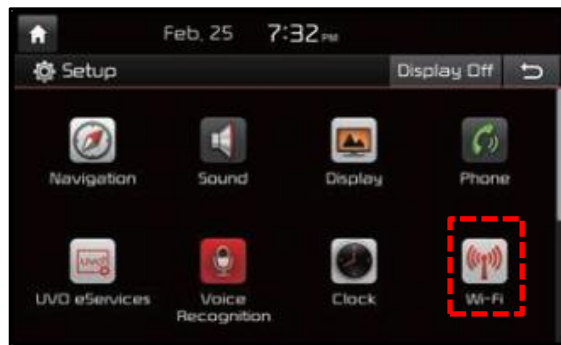 Feb, 25 7:32 PM
Setup Display Off
Navigation Sound Display Phone
UVO
UVO eServices Voice Recognition Clock Wi-Fi